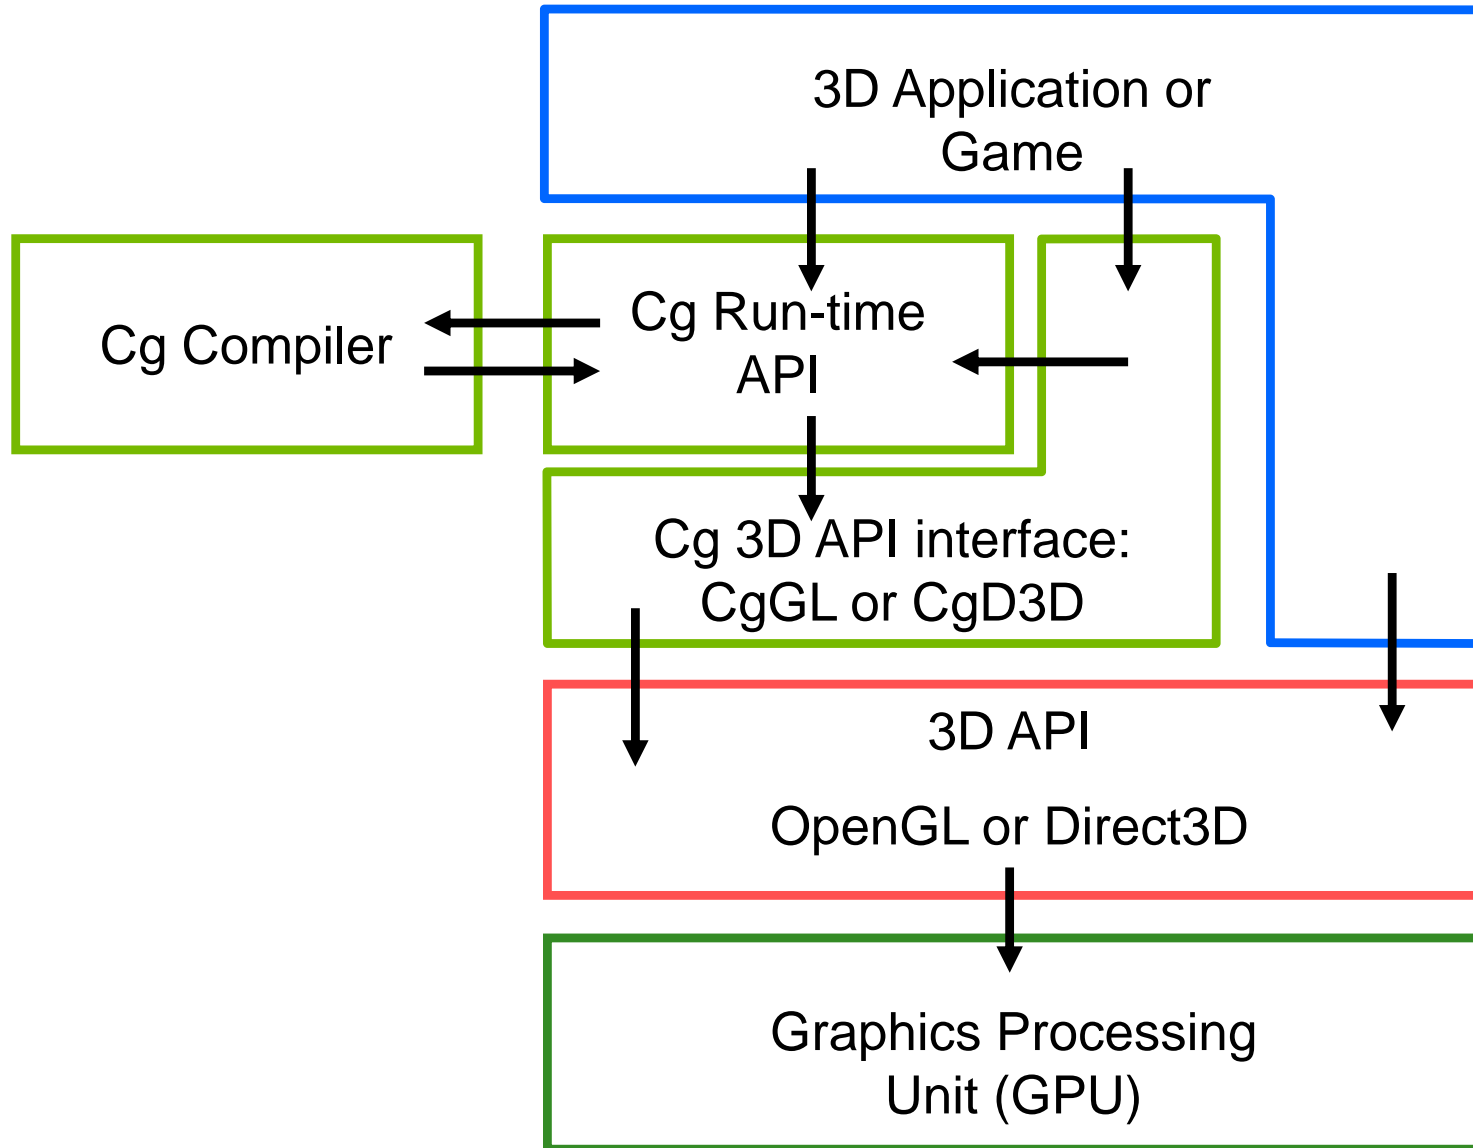 3D Application or
Game
Cg Compiler
Cg Run-time
API
Cg 3D API interface:
CgGL or CgD3D
3D API
OpenGL or Direct3D
Graphics Processing
Unit (GPU)